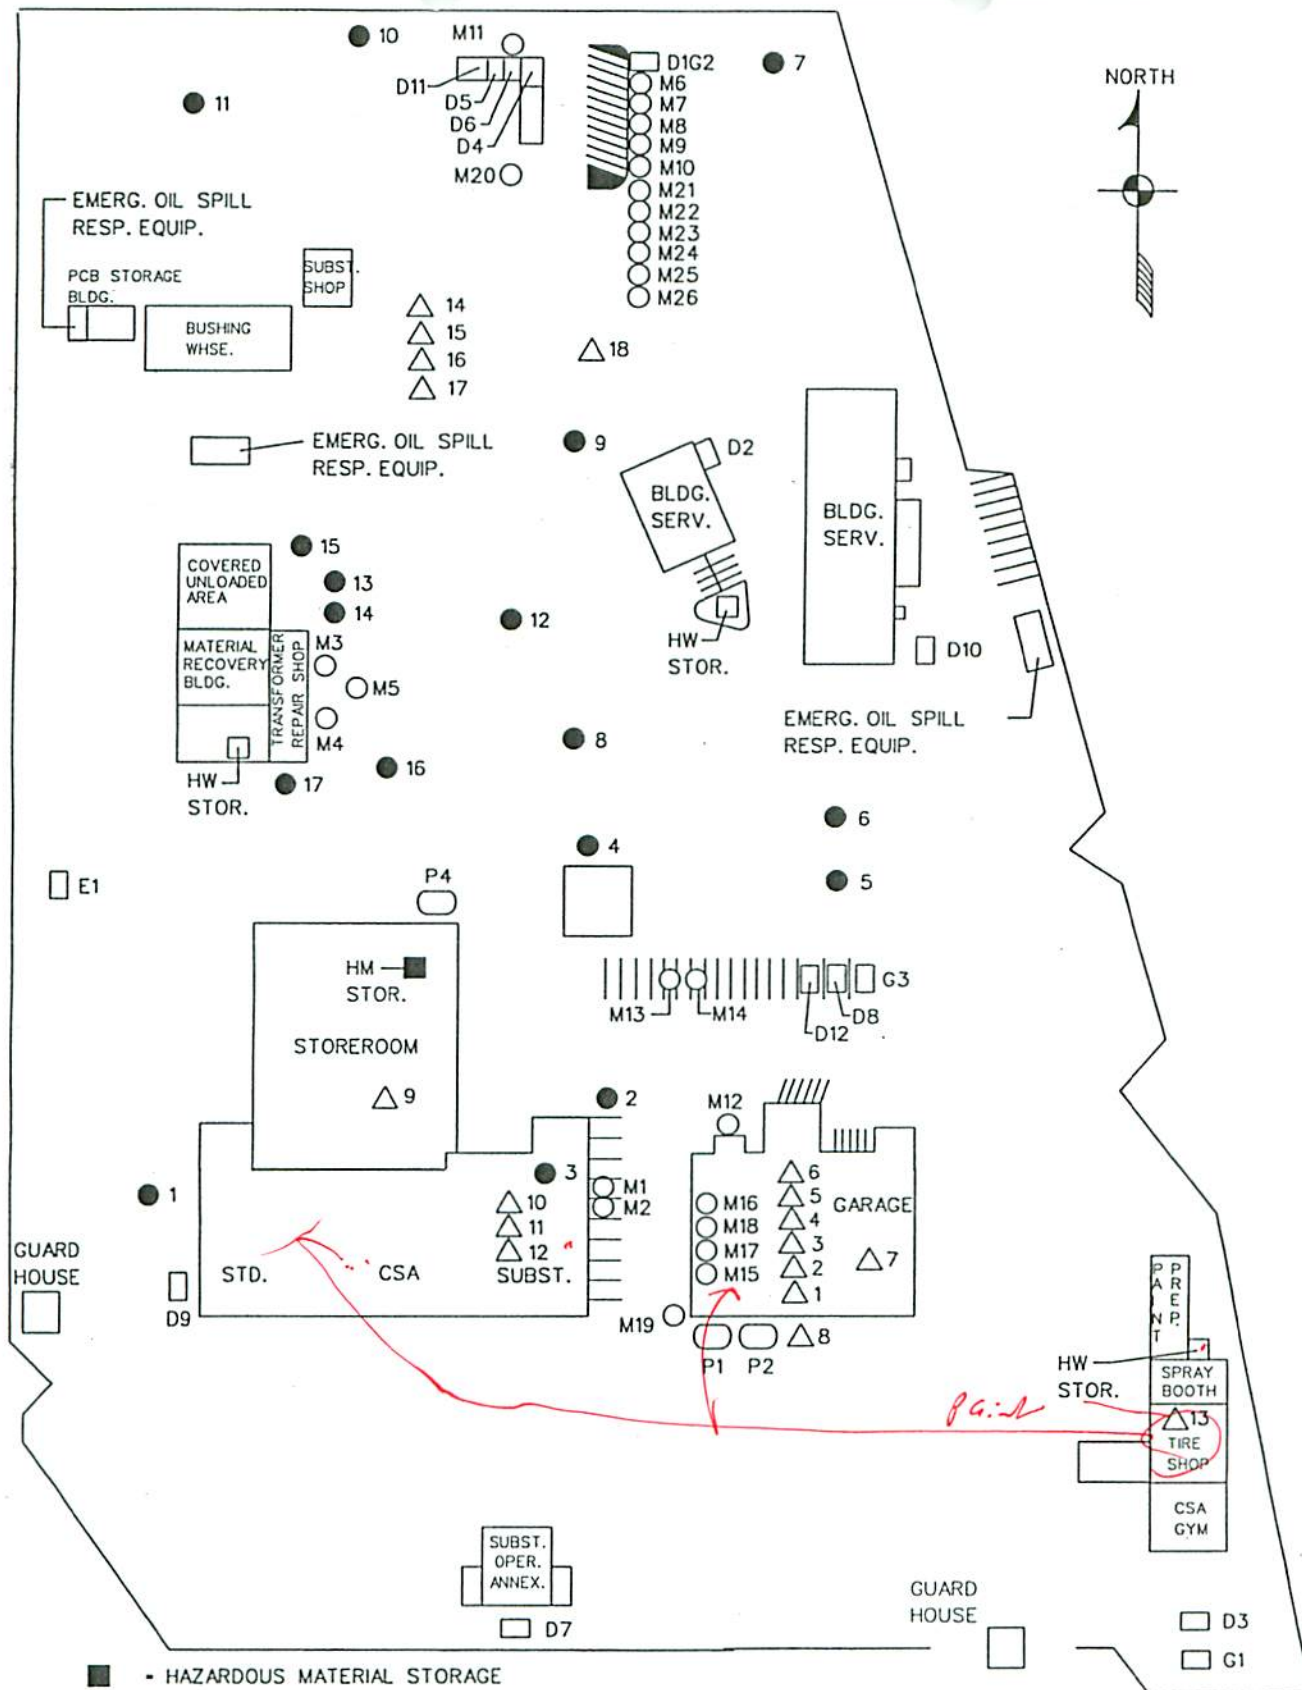 10
M11
D1G2
7
NORTH
D11
D5
D6
D4
M6
M7
M8
M9
M10
11
M20
M21
M22
M23
M24
M25
M26
EMERG. OIL SPILL
RESP. EQUIP.
PCB STORAGE
BLDG.
SUBST.
SHOP
BUSHING
WHSE.
14
15
16
17
18
EMERG. OIL SPILL
RESP. EQUIP.
9
D2
BLDG.
SERV.
BLDG.
SERV.
15
13
14
COVERED
UNLOADED
AREA
12
HW
STOR.
D10
MATERIAL
RECOVERY
BLDG.
TRANSFORMER
REPAIR SHOP
M3
M5
M4
EMERG. OIL SPILL
RESP. EQUIP.
8
16
17
HW
STOR.
6
4
5
E1
P4
HM
STOR.
STOREROOM
9
M13
M14
G3
D8
D12
2
M12
1
3
M1
M2
10
11
12
STD.
CSA
SUBST.
6
5
4
3
2
1
GARAGE
7
M16
M18
M17
M15
GUARD
HOUSE
D9
M19
8
P1
P2
PAINT
PREP.
HW
STOR.
SPRAY
BOOTH
Paint
13
TIRE
SHOP
CSA
GYM
SUBST.
OPER.
ANNEX.
D7
GUARD
HOUSE
D3
G1
- HAZARDOUS MATERIAL STORAGE